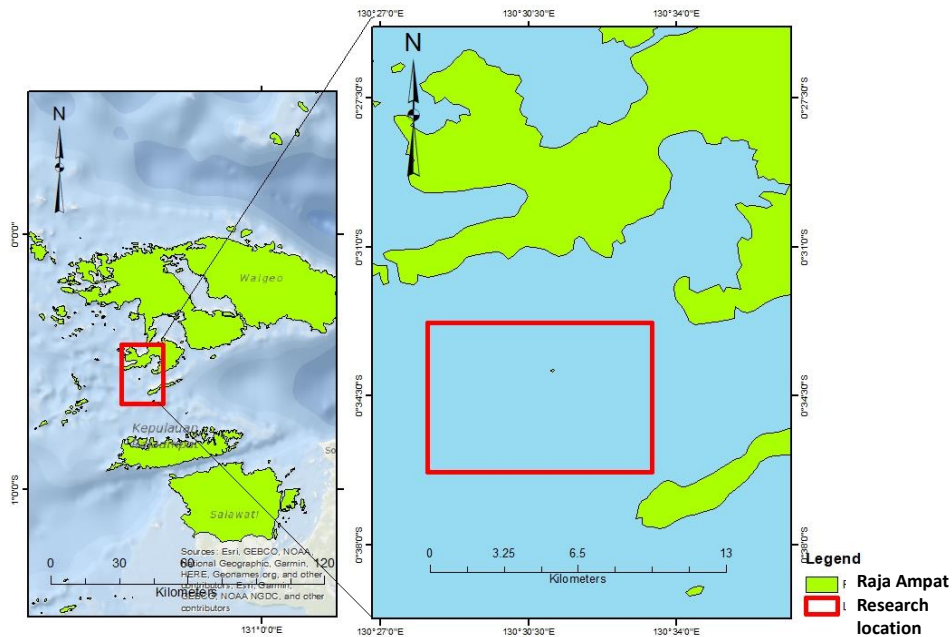 130°27'0"E 130°30'30"E 130°34'0"E
N
N
0°27'30"S
0°0'0"
0°31'0"S
Waigeo
0°34'30"S
Kepulauan
So
1°0'0"S
Salawati
0°38'0"S
Sources: Esri, GEBCO, NOAA,
National Geographic, Garmin,
HERE, Geonames.org, and other
contributors, Esri, Garmin,
GEBCO, NOAA NGDC, and other
contributors
0 30 60 120
Kilometers
0 3.25 6.5 13
Kilometers
131°0'0"E
130°27'0"E 130°30'30"E 130°34'0"E
Legend
Raja Ampat
Research
location